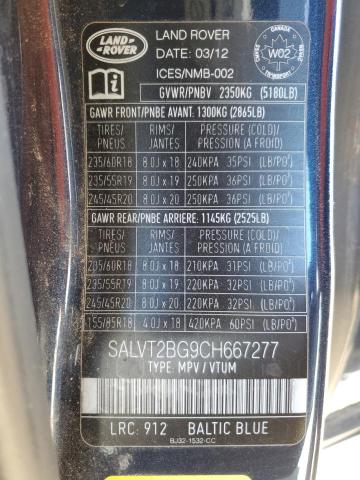 LAND ROVER
LAND ROVER
DATE: 03/12
ICES/NMB-002
CANADA
W02
TRANSPORT
GVWR/PNBV 2350KG (5180LB)
GAWR FRONT/PNBE AVANT: 1300KG (2865LB)
TIRES/PNEUS RIMS/JANTES PRESSURE (COLD)/PRESSION (A FROID)
235/60R18 8.0J x 18 240KPA 35PSI (LB/PO²)
235/55R19 8.0J x 19 250KPA 36PSI (LB/PO²)
245/45R20 8.0J x 20 250KPA 36PSI (LB/PO²)
GAWR REAR/PNBE ARRIERE: 1145KG (2525LB)
TIRES/PNEUS RIMS/JANTES PRESSURE (COLD)/PRESSION (A FROID)
235/60R18 8.0J x 18 210KPA 31PSI (LB/PO²)
235/55R19 8.0J x 19 220KPA 32PSI (LB/PO²)
245/45R20 8.0J x 20 220KPA 32PSI (LB/PO²)
155/85R18 4.0J x 18 420KPA 60PSI (LB/PO²)
SALVT2BG9CH667277
TYPE: MPV / VTUM
LRC: 912 BALTIC BLUE
BJ32-1532-CC